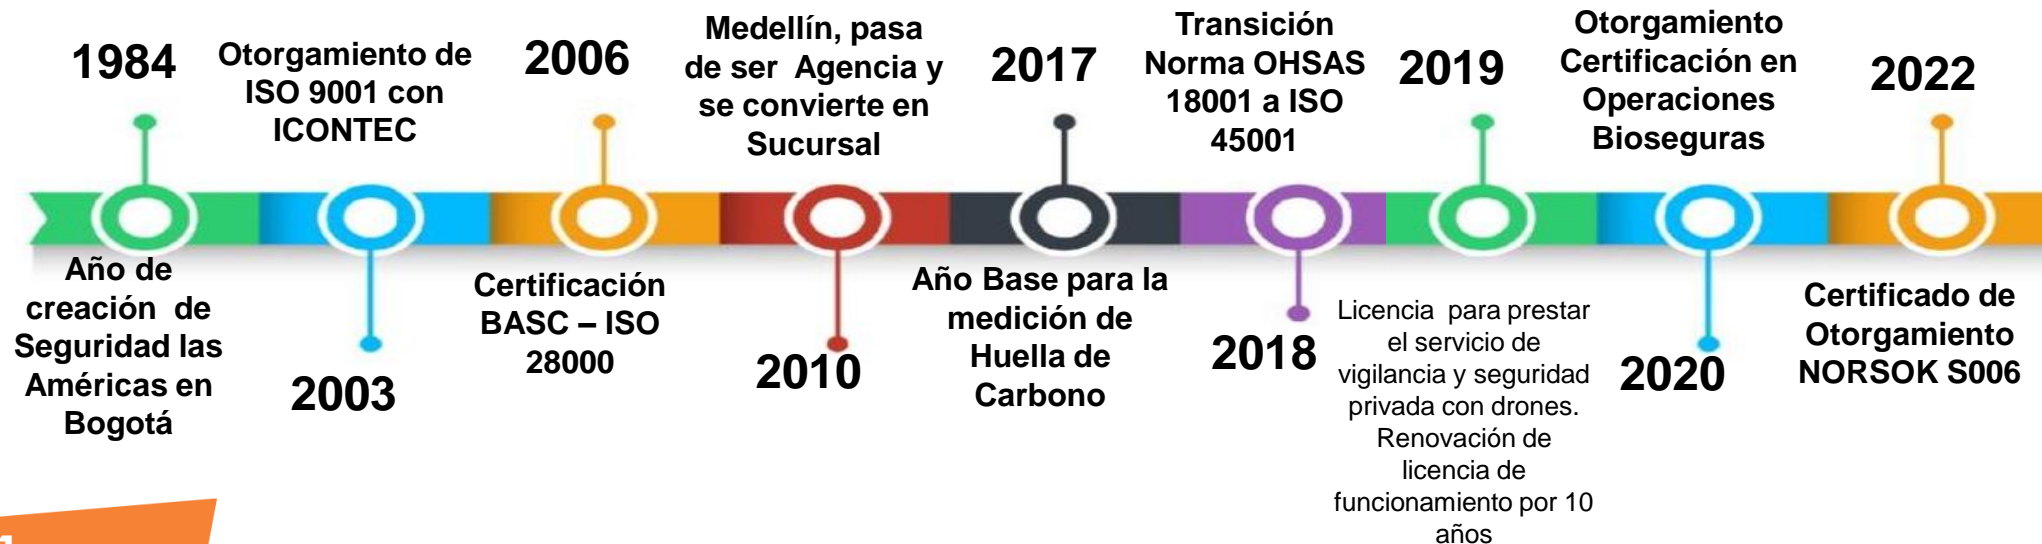 1984
Año de
creación de
Seguridad las
Américas en
Bogotá
Otorgamiento de
ISO 9001 con
ICONTEC
2003
2006
Certificación
BASC – ISO
28000
Medellín, pasa
de ser Agencia y
se convierte en
Sucursal
2010
2017
Año Base para la
medición de
Huella de
Carbono
Transición
Norma OHSAS
18001 a ISO
45001
2018
2019
Licencia para prestar
el servicio de
vigilancia y seguridad
privada con drones.
Renovación de
licencia de
funcionamiento por 10
años
Otorgamiento
Certificación en
Operaciones
Bioseguras
2020
2022
Certificado de
Otorgamiento
NORSOK S006